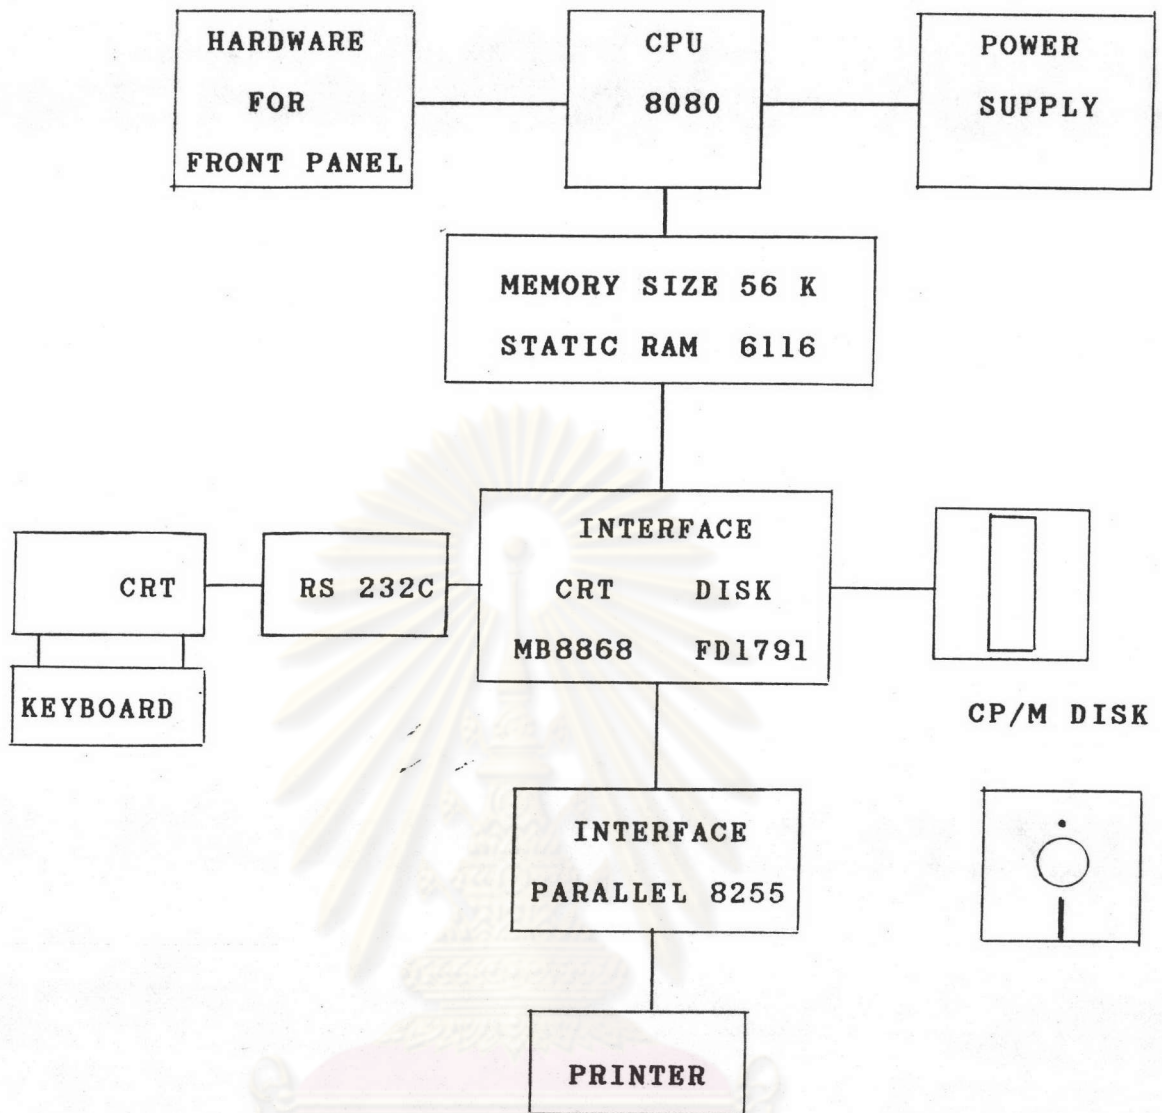 HARDWARE
FOR
FRONT PANEL
CPU
8080
POWER
SUPPLY
MEMORY SIZE 56 K
STATIC RAM 6116
CRT
KEYBOARD
RS 232C
INTERFACE
CRT DISK
MB8868 FD1791
CP/M DISK
INTERFACE
PARALLEL 8255
PRINTER